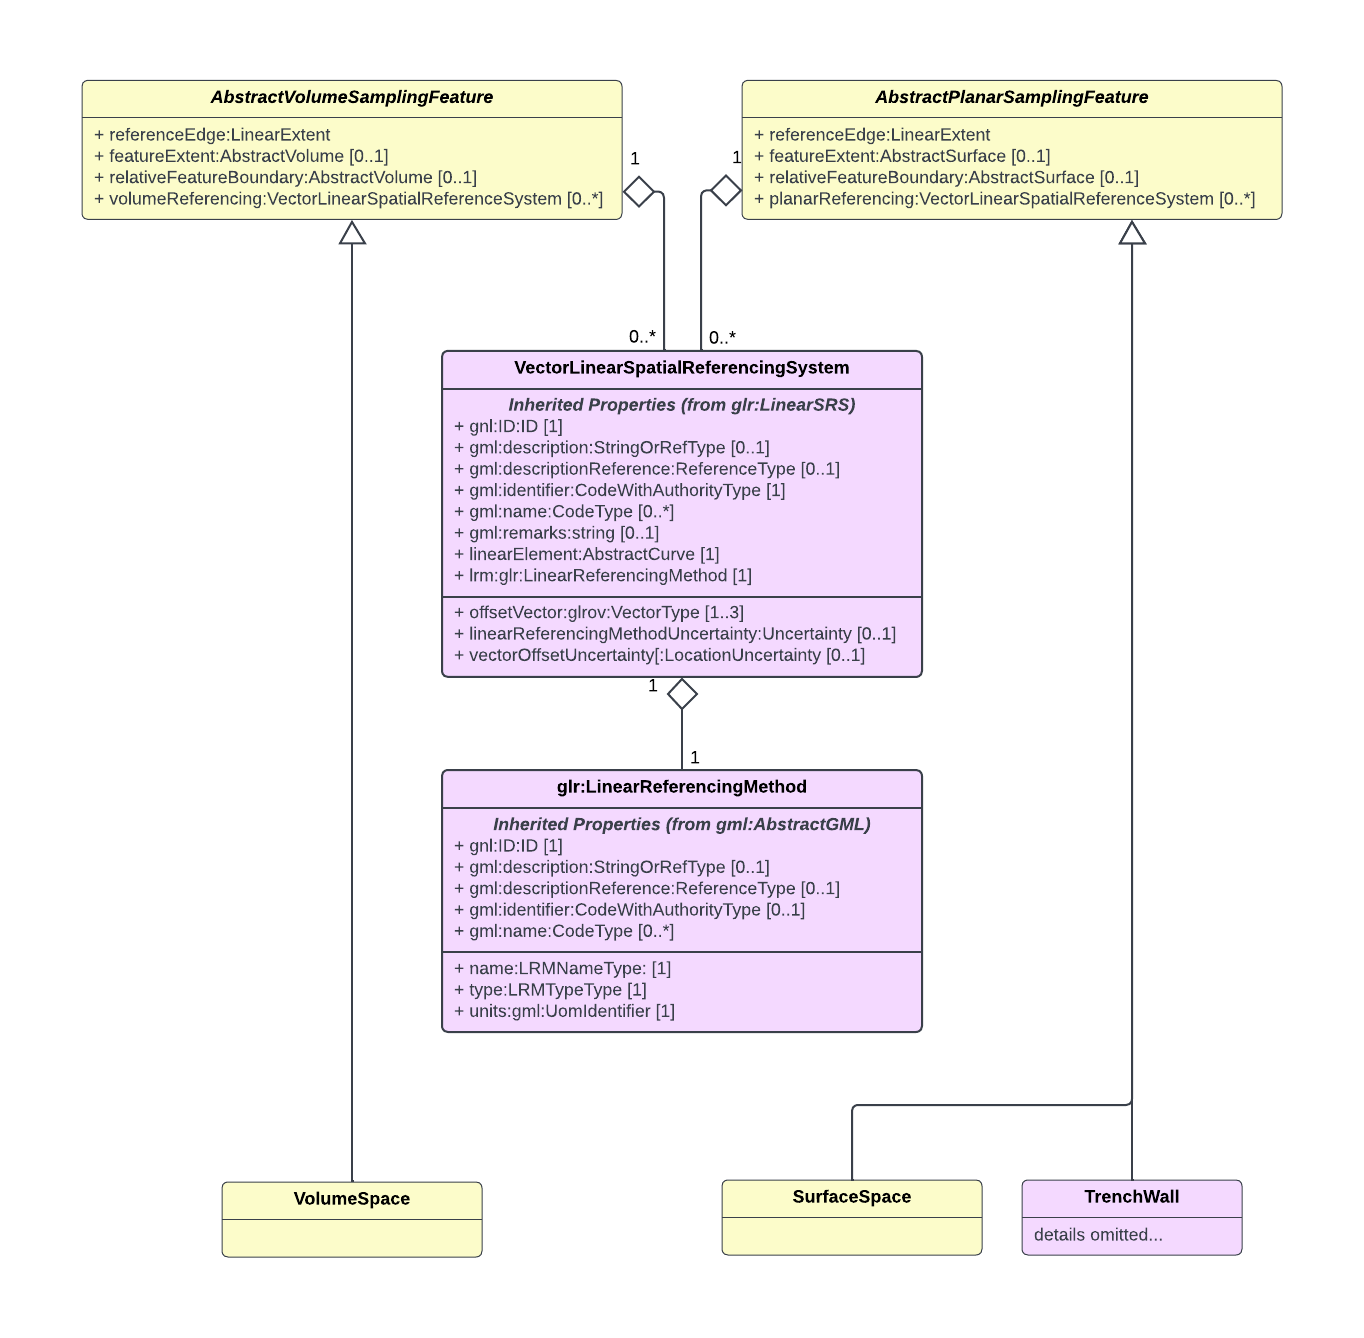 AbstractVolumeSamplingFeature
+ referenceEdge:LinearExtent
+ featureExtent:AbstractVolume [0..1]
+ relativeFeatureBoundary:AbstractVolume [0..1]
+ volumeReferencing:VectorLinearSpatialReferenceSystem [0..*]
AbstractPlanarSamplingFeature
+ referenceEdge:LinearExtent
+ featureExtent:AbstractSurface [0..1]
+ relativeFeatureBoundary:AbstractSurface [0..1]
+ planarReferencing:VectorLinearSpatialReferenceSystem [0..*]
1
1
0..*
0..*
VectorLinearSpatialReferencingSystem
Inherited Properties (from glr:LinearSRS)
+ gnl:ID:ID [1]
+ gml:description:StringOrRefType [0..1]
+ gml:descriptionReference:ReferenceType [0..1]
+ gml:identifier:CodeWithAuthorityType [1]
+ gml:name:CodeType [0..*]
+ gml:remarks:string [0..1]
+ linearElement:AbstractCurve [1]
+ lrm:glr:LinearReferencingMethod [1]
+ offsetVector:glrov:VectorType [1..3]
+ linearReferencingMethodUncertainty:Uncertainty [0..1]
+ vectorOffsetUncertainty[:LocationUncertainty [0..1]
1
1
glr:LinearReferencingMethod
Inherited Properties (from gml:AbstractGML)
+ gnl:ID:ID [1]
+ gml:description:StringOrRefType [0..1]
+ gml:descriptionReference:ReferenceType [0..1]
+ gml:identifier:CodeWithAuthorityType [0..1]
+ gml:name:CodeType [0..*]
+ name:LRMNameType: [1]
+ type:LRMTypeType [1]
+ units:gml:UomIdentifier [1]
VolumeSpace
SurfaceSpace
TrenchWall
details omitted...